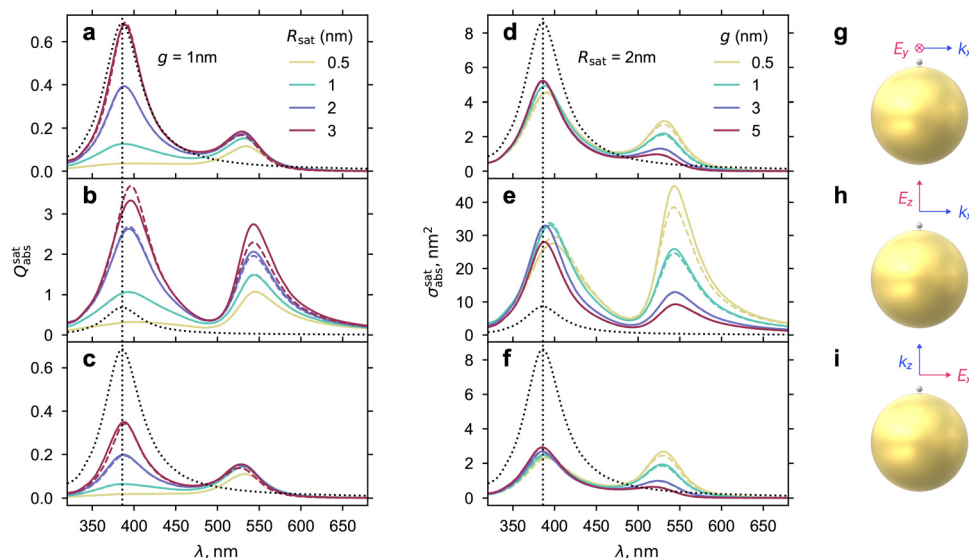 a
R_sat (nm)
g = 1nm
0.5
1
2
3
0.6
0.4
0.2
0.0
b
Q_abs^sat
3
2
1
0
c
0.6
0.4
0.2
0.0
350 400 450 500 550 600 650
λ, nm
d
g (nm)
R_sat = 2nm
0.5
1
3
5
8
6
4
2
0
e
σ_abs^sat, nm²
40
30
20
10
0
f
8
6
4
2
0
350 400 450 500 550 600 650
λ, nm
g
E_y k_x
h
E_z
k_x
i
k_z
E_x